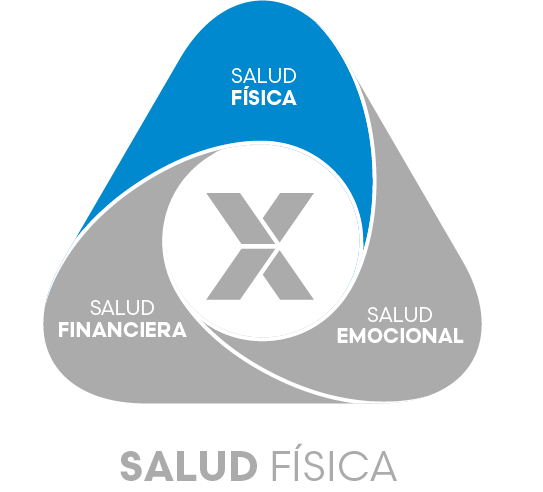 SALUD
FÍSICA
SALUD
FINANCIERA
SALUD
EMOCIONAL
SALUD FÍSICA